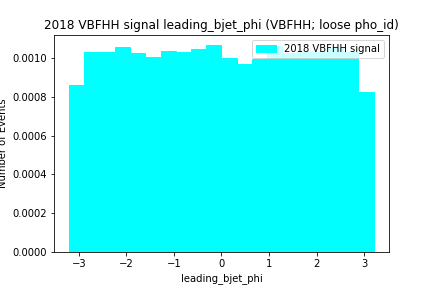 2018 VBFHH signal leading_bjet_phi (VBFHH; loose pho_id)
2018 VBFHH signal
Number of Events
0.0010
0.0008
0.0006
0.0004
0.0002
0.0000
−3 −2 −1 0 1 2 3
leading_bjet_phi